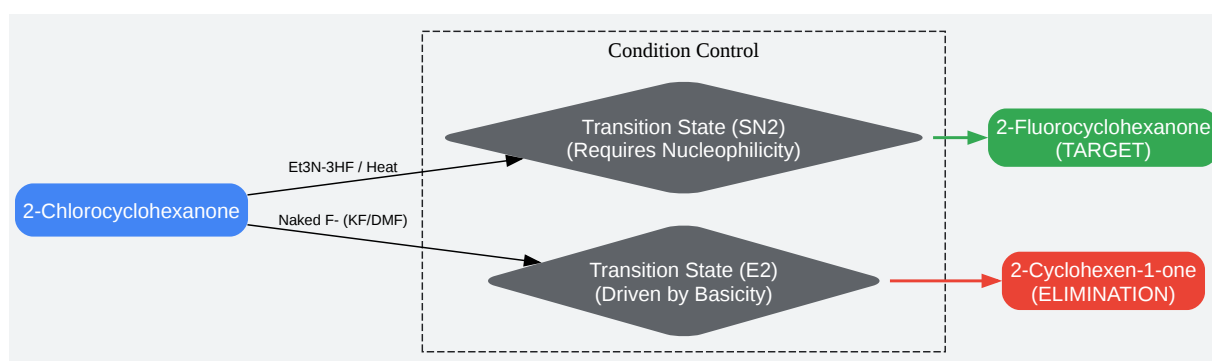 Condition Control
Transition State (SN2)
(Requires Nucleophilicity)
2-Fluorocyclohexanone
(TARGET)
Et3N-3HF / Heat
2-Chlorocyclohexanone
Naked F- (KF/DMF)
Transition State (E2)
(Driven by Basicity)
2-Cyclohexen-1-one
(ELIMINATION)